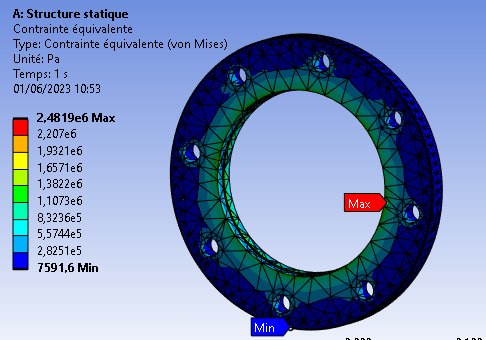 A: Structure statique
Contrainte équivalente
Type: Contrainte équivalente (von Mises)
Unité: Pa
Temps: 1 s
01/06/2023 10:53
2,4819e6 Max
2,207e6
1,9321e6
1,6571e6
1,3822e6
1,1073e6
8,3236e5
5,5744e5
2,8251e5
7591,6 Min
Max
Min